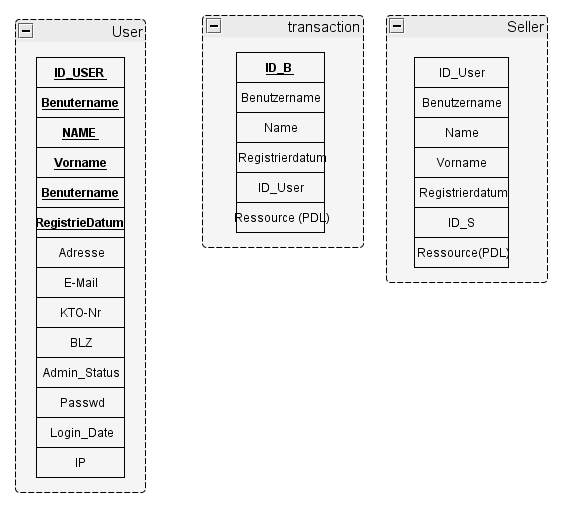 User
ID_USER
Benutername
NAME
Vorname
Benutername
RegistrieDatum
Adresse
E-Mail
KTO-Nr
BLZ
Admin_Status
Passwd
Login_Date
IP
transaction
ID_B
Benutzername
Name
Registrierdatum
ID_User
Ressource (PDL)
Seller
ID_User
Benutzername
Name
Vorname
Registrierdatum
ID_S
Ressource(PDL)